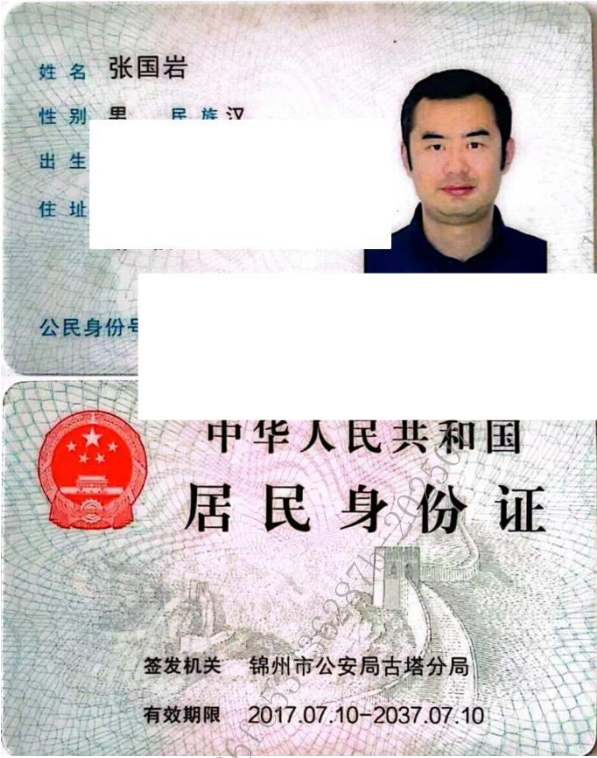 姓名 张国岩
性别 男 民族 汉
出生
住址
公民身份号
中华人民共和国
居民身份证
签发机关 锦州市公安局古塔分局
有效期限 2017.07.10-2037.07.10